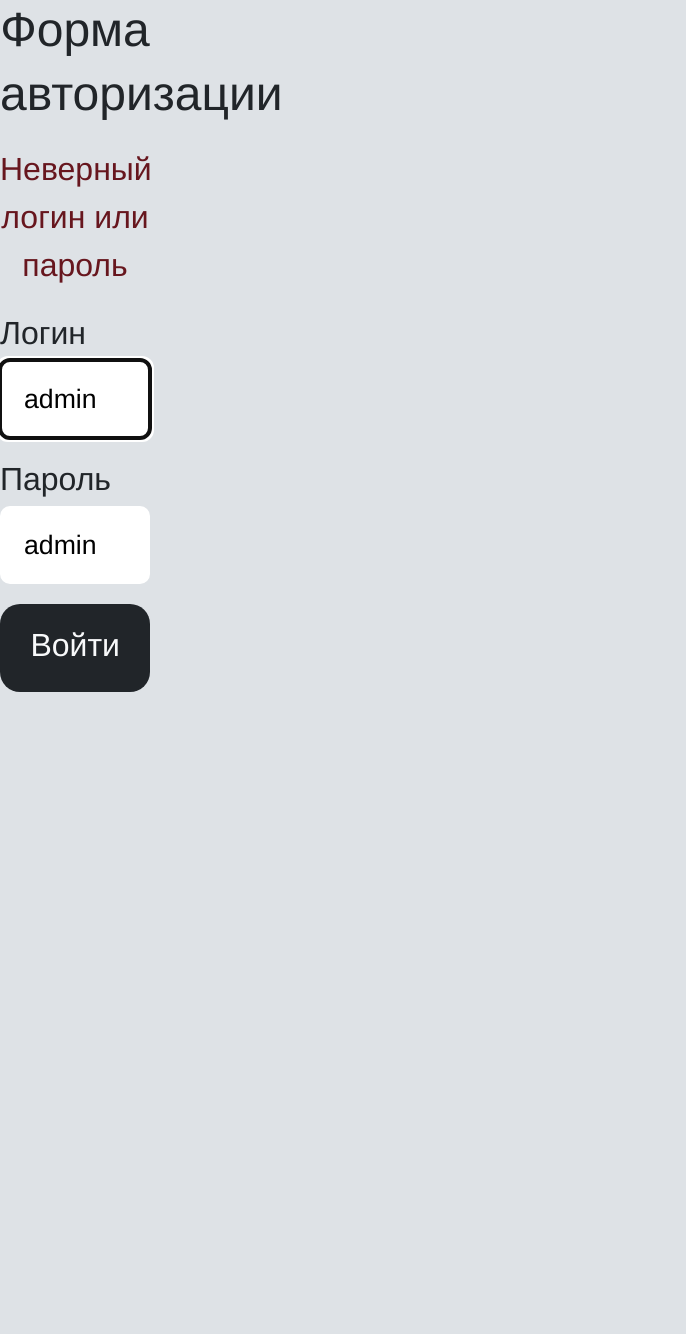 Форма
авторизации
Неверный
логин или
пароль
Логин
admin
Пароль
admin
Войти